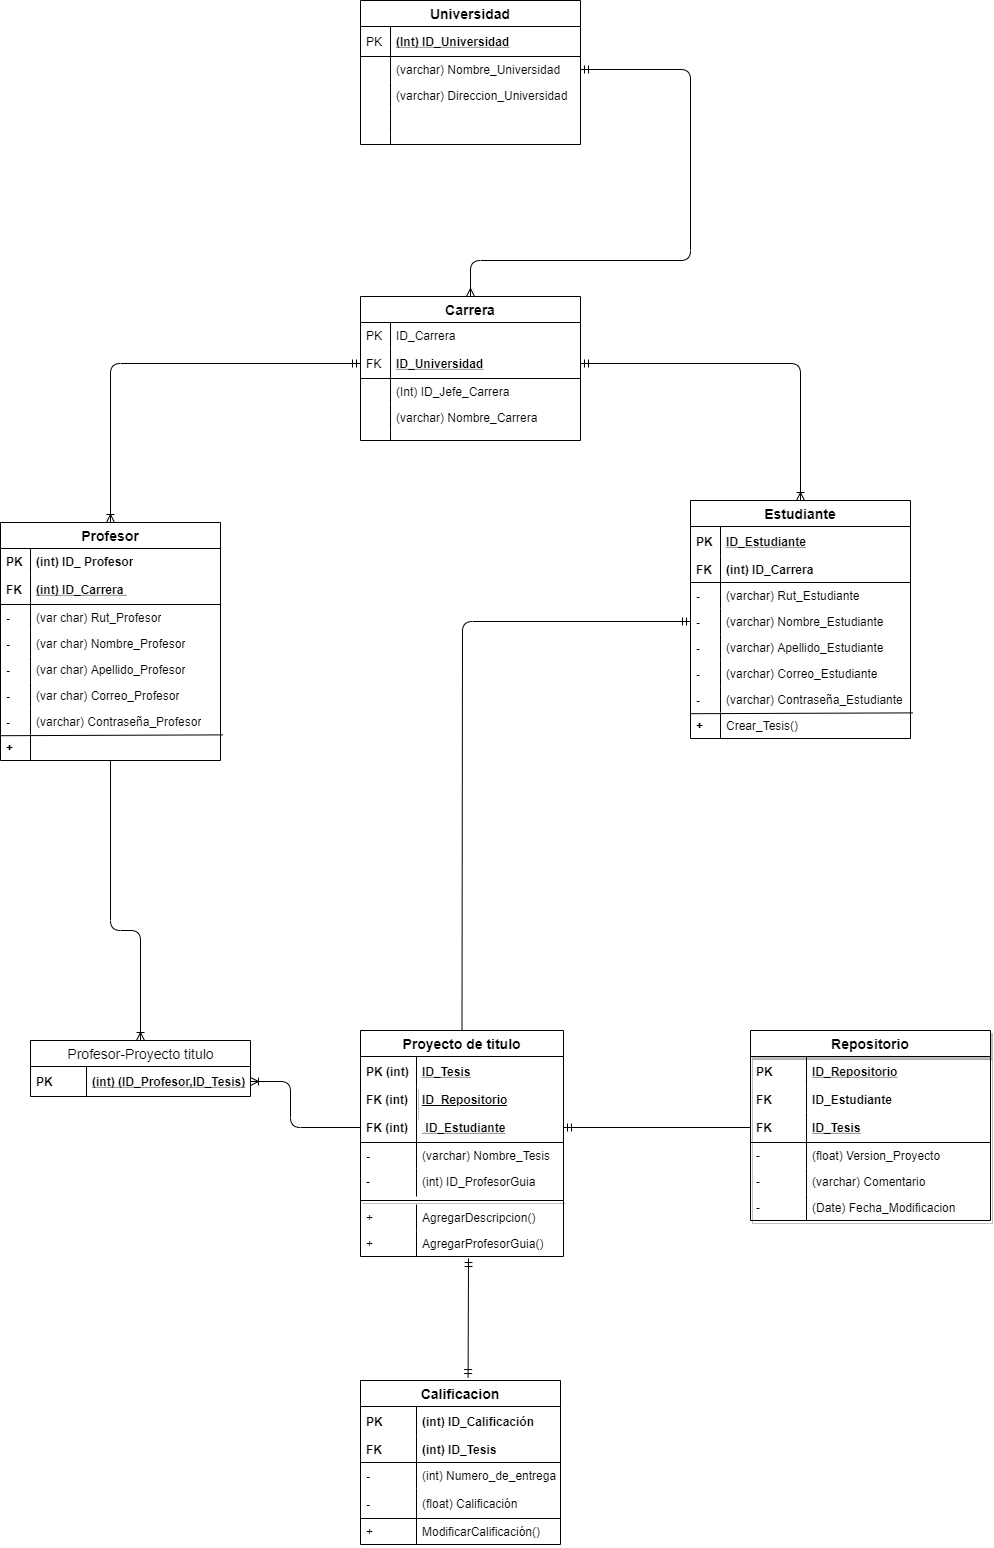 Universidad
PK (Int) ID_Universidad
(varchar) Nombre_Universidad
(varchar) Direccion_Universidad
Carrera
PK ID_Carrera
FK ID_Universidad
(Int) ID_Jefe_Carrera
(varchar) Nombre_Carrera
Profesor
PK (int) ID_ Profesor
FK (int) ID_Carrera
- (var char) Rut_Profesor
- (var char) Nombre_Profesor
- (var char) Apellido_Profesor
- (var char) Correo_Profesor
- (varchar) Contraseña_Profesor
+
Estudiante
PK ID_Estudiante
FK (int) ID_Carrera
- (varchar) Rut_Estudiante
- (varchar) Nombre_Estudiante
- (varchar) Apellido_Estudiante
- (varchar) Correo_Estudiante
- (varchar) Contraseña_Estudiante
+ Crear_Tesis()
Profesor-Proyecto titulo
PK (int) (ID_Profesor,ID_Tesis)
Proyecto de titulo
PK (int) ID_Tesis
FK (int) ID_Repositorio
FK (int) ID_Estudiante
- (varchar) Nombre_Tesis
- (int) ID_ProfesorGuia
+ AgregarDescripcion()
+ AgregarProfesorGuia()
Repositorio
PK ID_Repositorio
FK ID_Estudiante
FK ID_Tesis
- (float) Version_Proyecto
- (varchar) Comentario
- (Date) Fecha_Modificacion
Calificacion
PK (int) ID_Calificación
FK (int) ID_Tesis
- (int) Numero_de_entrega
- (float) Calificación
+ ModificarCalificación()